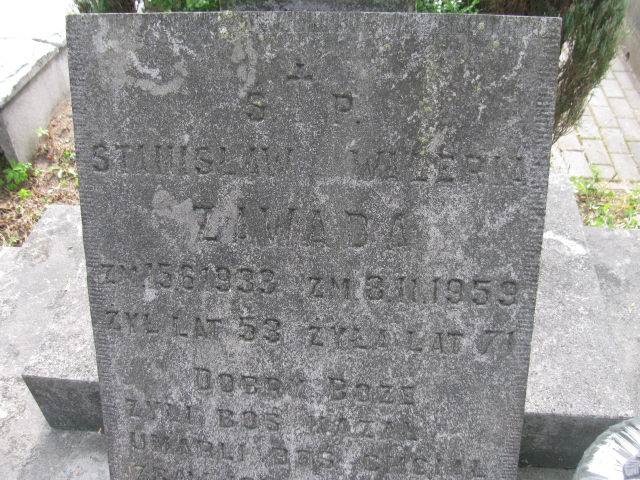 Ś P.
STANISŁAW I WALERIA
ZAWADA
ZM 15 6 1933 ZM 3.II.1959
ŻYŁ LAT 53 ŻYŁA LAT 71
DOBRY BOŻE
ŻYLI BOŚ KAZAŁ
UMARLI BOŚ CHCIAŁ